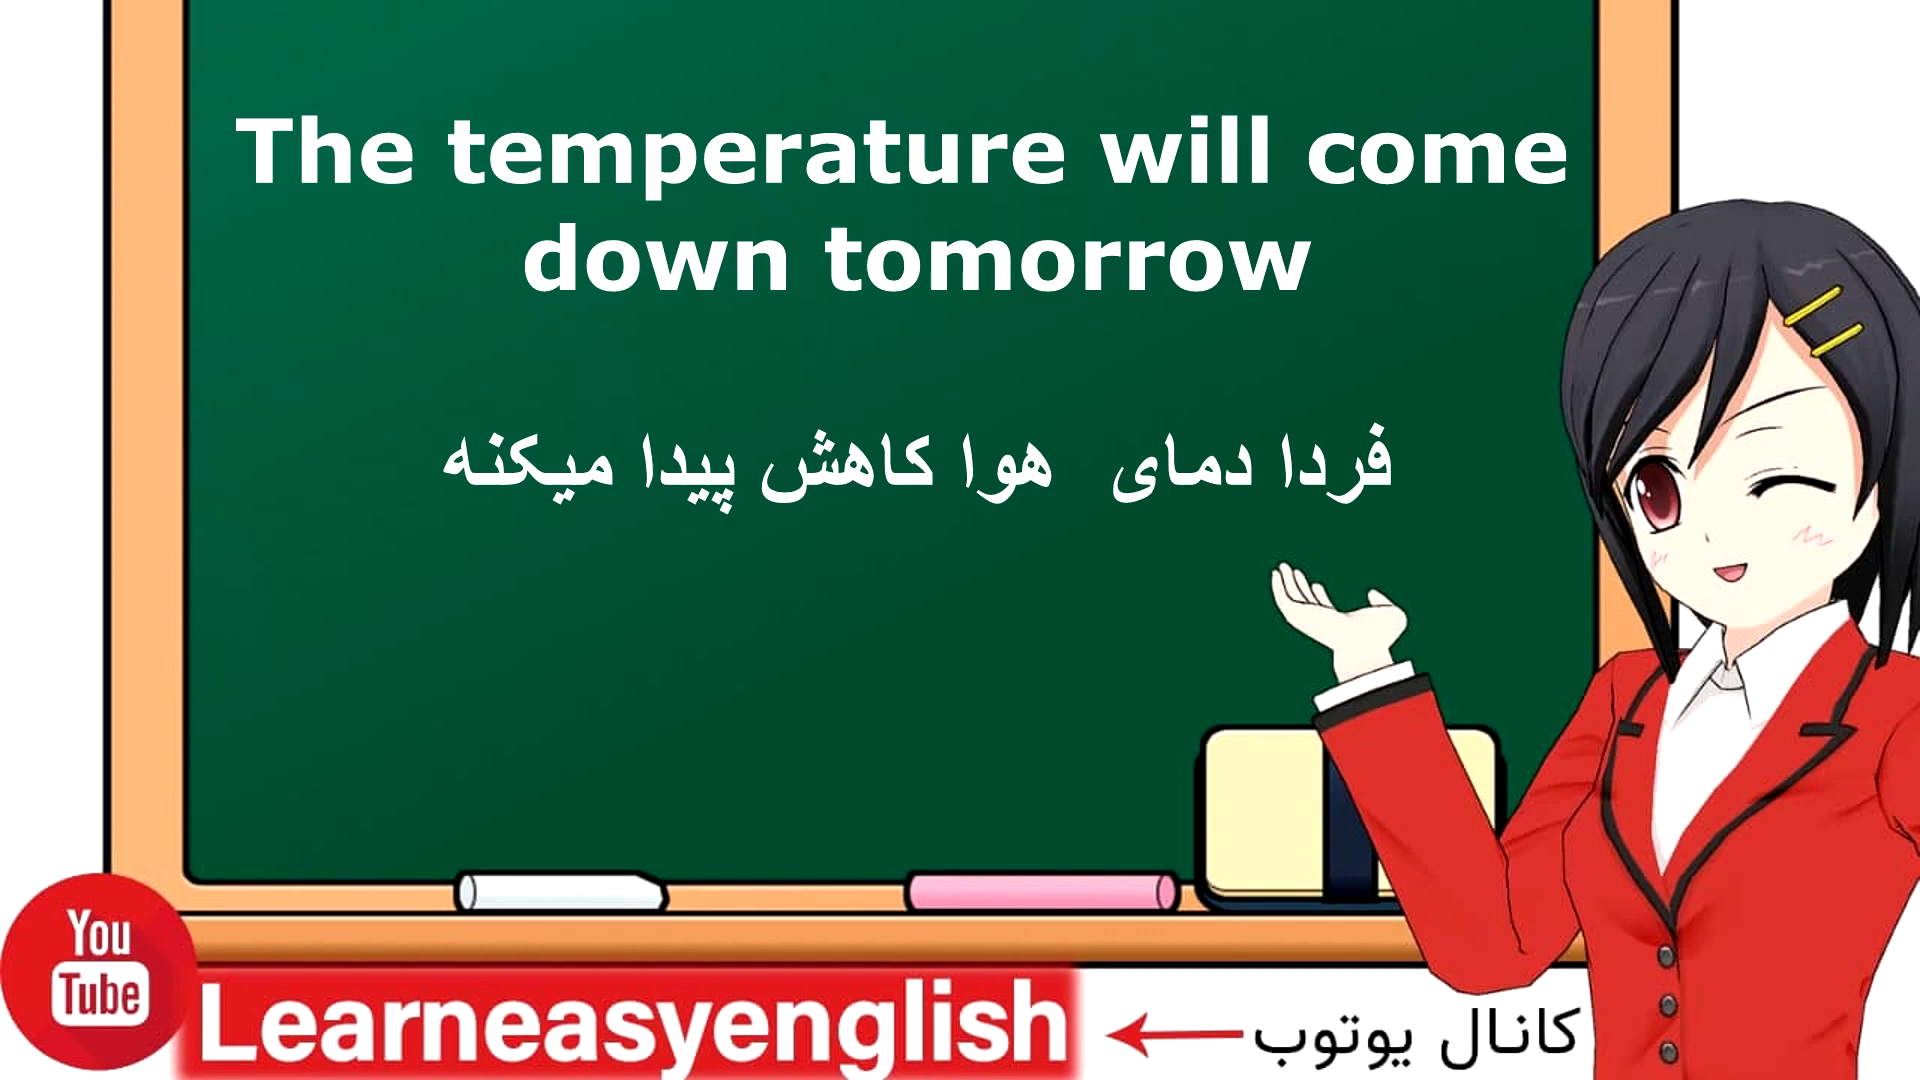 The temperature will come
down tomorrow
فردا دمای هوا کاهش پیدا میکنه
You
Tube
Learneasyenglish
کانال یوتوب